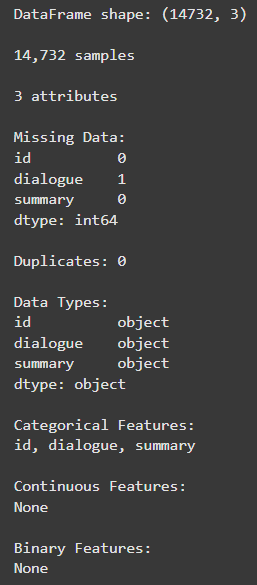 DataFrame shape: (14732, 3)
14,732 samples
3 attributes
Missing Data:
id 0
dialogue 1
summary 0
dtype: int64
Duplicates: 0
Data Types:
id object
dialogue object
summary object
dtype: object
Categorical Features:
id, dialogue, summary
Continuous Features:
None
Binary Features:
None